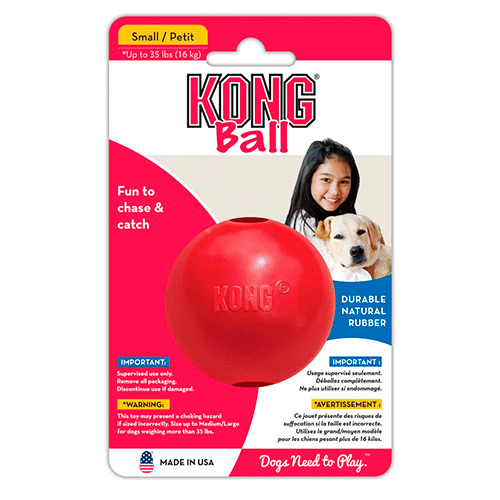 Small / Petit
*Up to 35 lbs (16 kg)
KONG®
Ball
Fun to
chase &
catch
KONG®
DURABLE
NATURAL
RUBBER
IMPORTANT:
Supervised use only.
Remove all packaging.
Discontinue use if damaged.
*WARNING:
This toy may present a choking hazard
if sized incorrectly. Size up to Medium/Large
for dogs weighing more than 35 lbs.
IMPORTANT :
Usage supervisé seulement.
Déballez complètement.
Ne plus utiliser si endommagé.
*AVERTISSEMENT :
Ce jouet présente des risques de
suffocation si la taille est incorrecte.
Utilisez le grand/moyen modèle
pour les chiens pesant plus de 16 kilos.
MADE IN USA
Dogs Need to Play.™